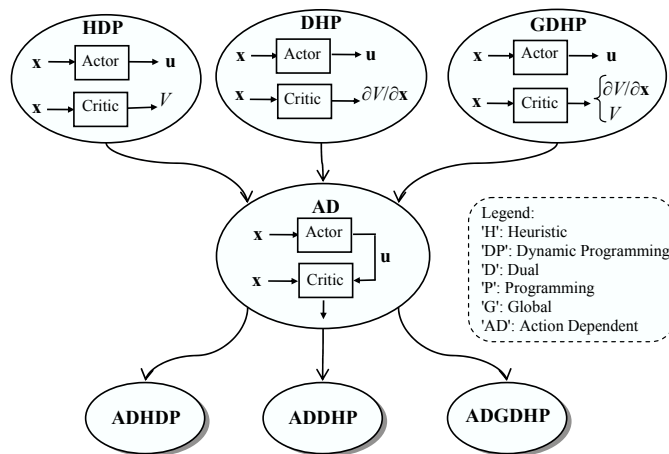 HDP
x Actor u
x Critic V
DHP
x Actor u
x Critic ∂V/∂x
GDHP
x Actor u
x Critic { ∂V/∂x
V
AD
x Actor
u
x Critic
Legend:
'H': Heuristic
'DP': Dynamic Programming
'D': Dual
'P': Programming
'G': Global
'AD': Action Dependent
ADHDP
ADDHP
ADGDHP